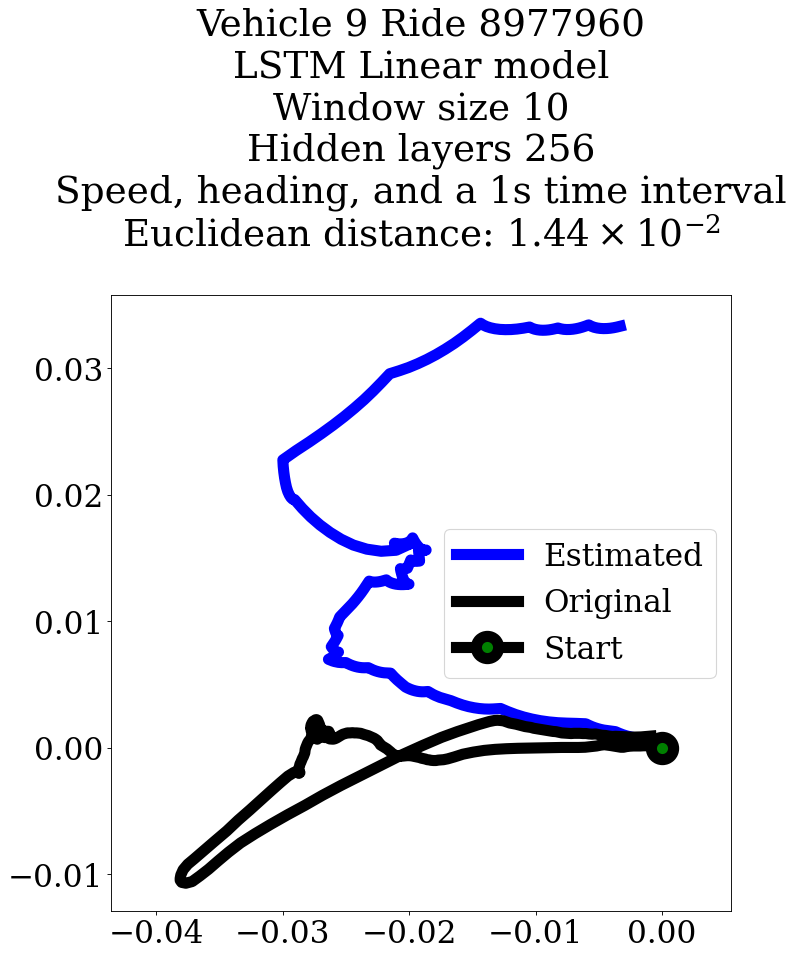 Vehicle 9 Ride 8977960
LSTM Linear model
Window size 10
Hidden layers 256
Speed, heading, and a 1s time interval
Euclidean distance: 1.44 × 10⁻²
0.03
0.02
0.01
0.00
−0.01
Estimated
Original
Start
−0.04 −0.03 −0.02 −0.01 0.00